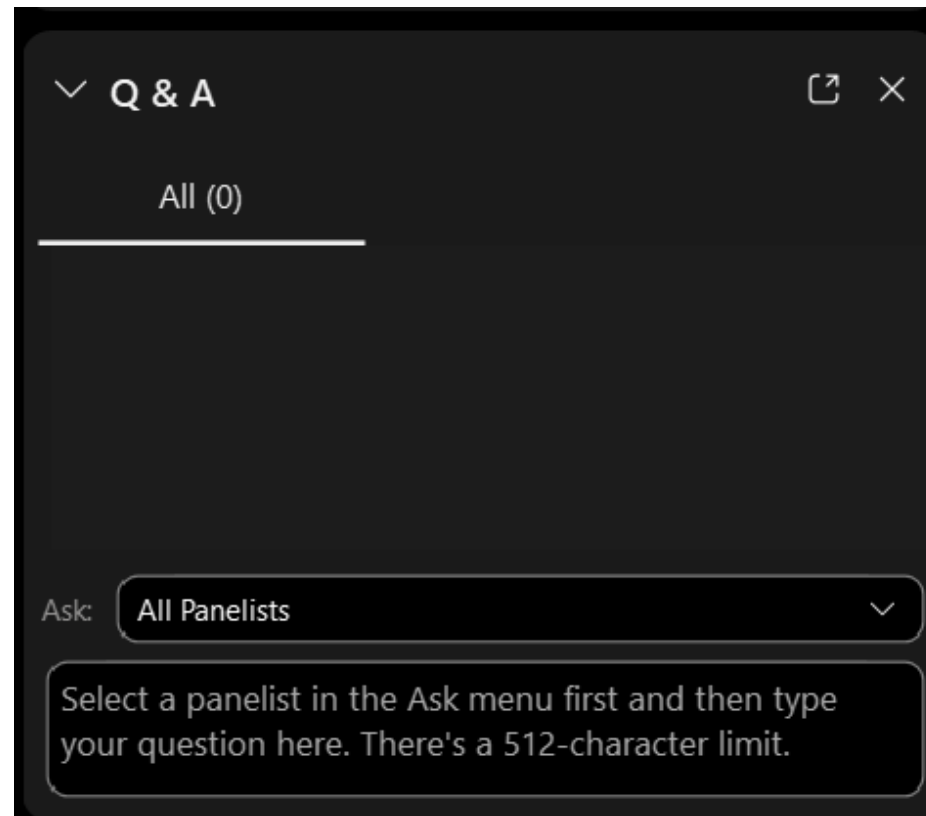 Q & A
All (0)
Ask:
All Panelists
Select a panelist in the Ask menu first and then type
your question here. There's a 512-character limit.